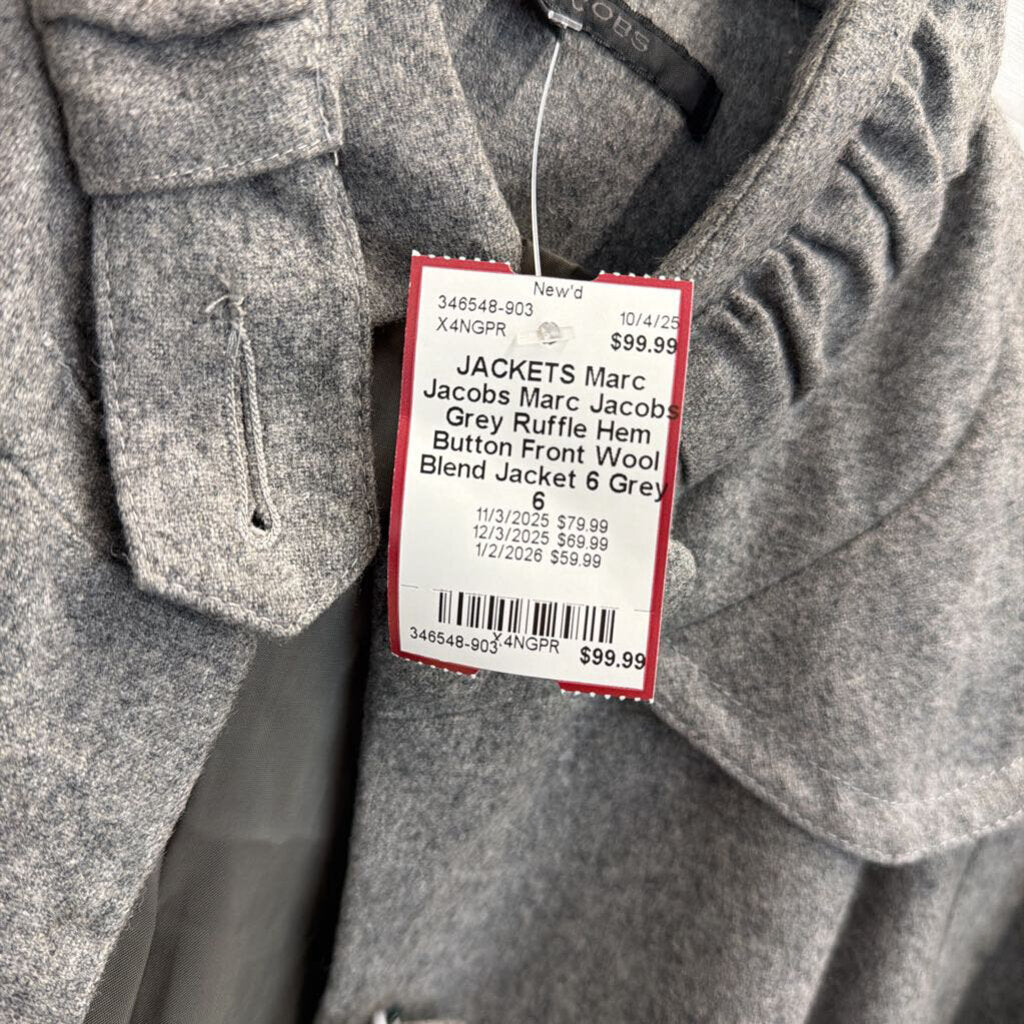 COBS
New'd
346548-903 10/4/25
X4NGPR $99.99
JACKETS Marc
Jacobs Marc Jacobs
Grey Ruffle Hem
Button Front Wool
Blend Jacket 6 Grey
6
11/3/2025 $79.99
12/3/2025 $69.99
1/2/2026 $59.99
346548-903 X4NGPR $99.99